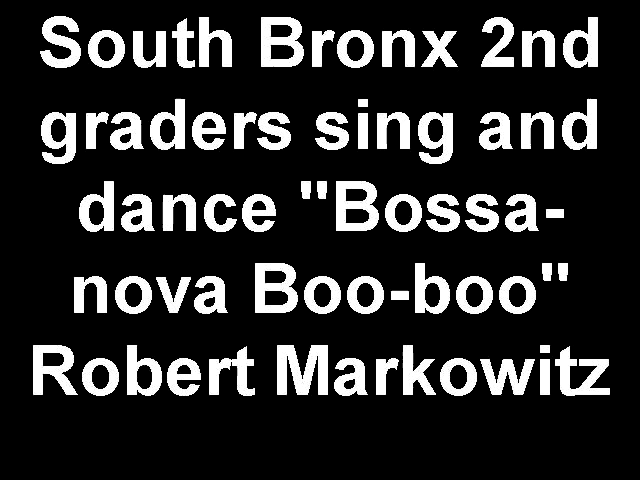 South Bronx 2nd
graders sing and
dance "Bossa-
nova Boo-boo"
Robert Markowitz